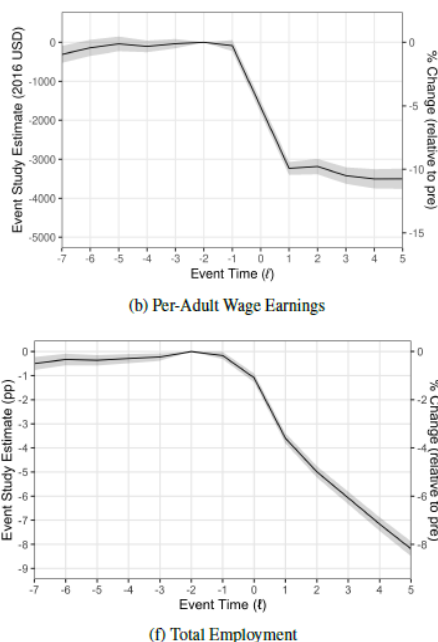 Event Study Estimate (2016 USD)
0
-1000
-2000
-3000
-4000
-5000
0
-5
-10
-15
% Change (relative to pre)
-7 -6 -5 -4 -3 -2 -1 0 1 2 3 4 5
Event Time (ℓ)
(b) Per-Adult Wage Earnings
Event Study Estimate (pp)
0
-1
-2
-3
-4
-5
-6
-7
-8
-9
0
-2
-4
-6
-8
% Change (relative to pre)
-7 -6 -5 -4 -3 -2 -1 0 1 2 3 4 5
Event Time (ℓ)
(f) Total Employment